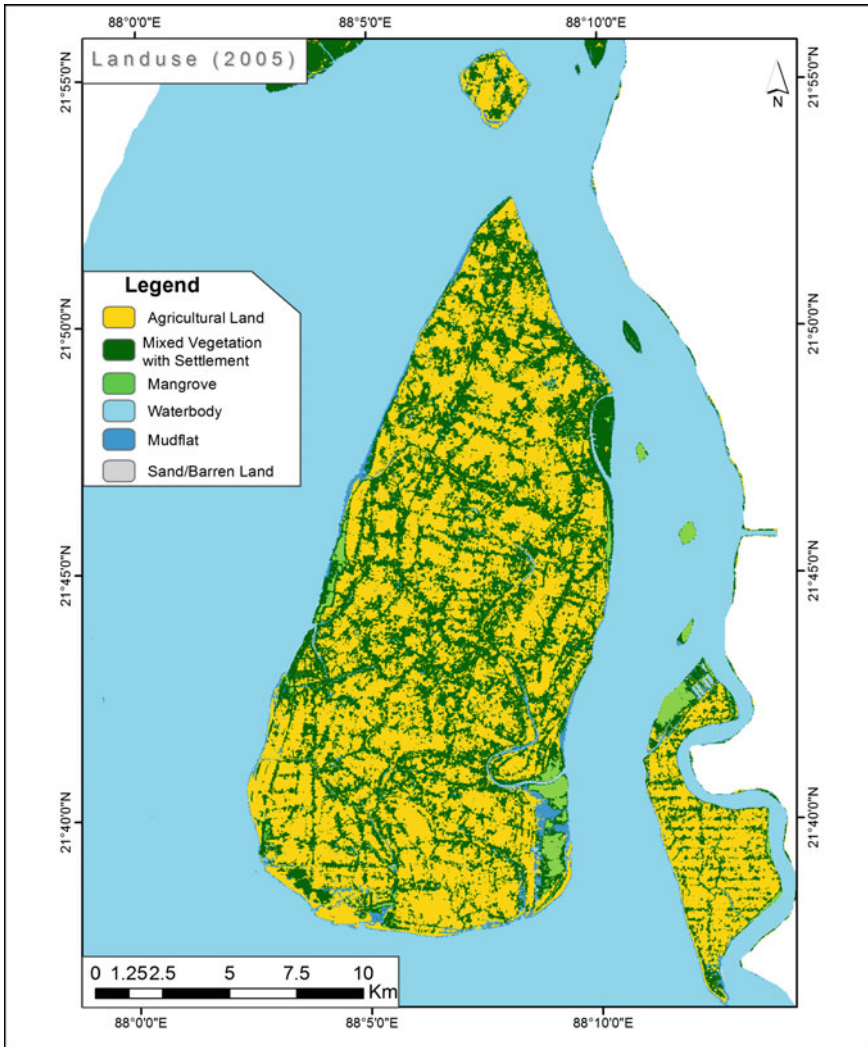 88°0'0"E 88°5'0"E 88°10'0"E
Landuse (2005)
21°55'0"N 21°55'0"N
N
Legend
Agricultural Land
Mixed Vegetation
with Settlement
Mangrove
Waterbody
Mudflat
Sand/Barren Land
21°50'0"N 21°50'0"N
21°45'0"N 21°45'0"N
21°40'0"N 21°40'0"N
0 1.25 2.5 5 7.5 10
Km
88°0'0"E 88°5'0"E 88°10'0"E